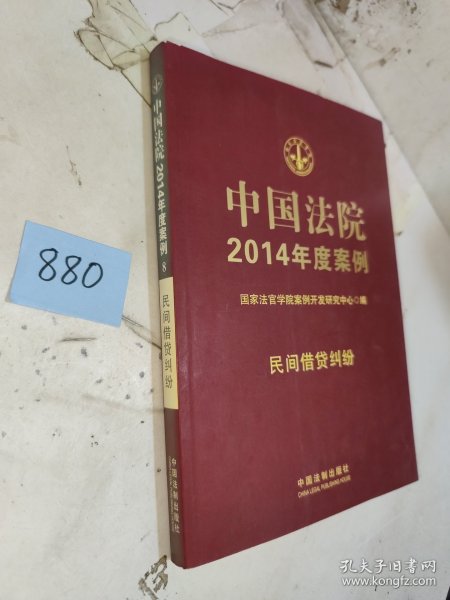 880
中国法院 2014年度案例 8
民间借贷纠纷
中国法制出版社
中国法院
2014年度案例
国家法官学院案例开发研究中心◎编
民间借贷纠纷
中国法制出版社
CHINA LEGAL PUBLISHING HOUSE
孔夫子旧书网
www.kongfz.com